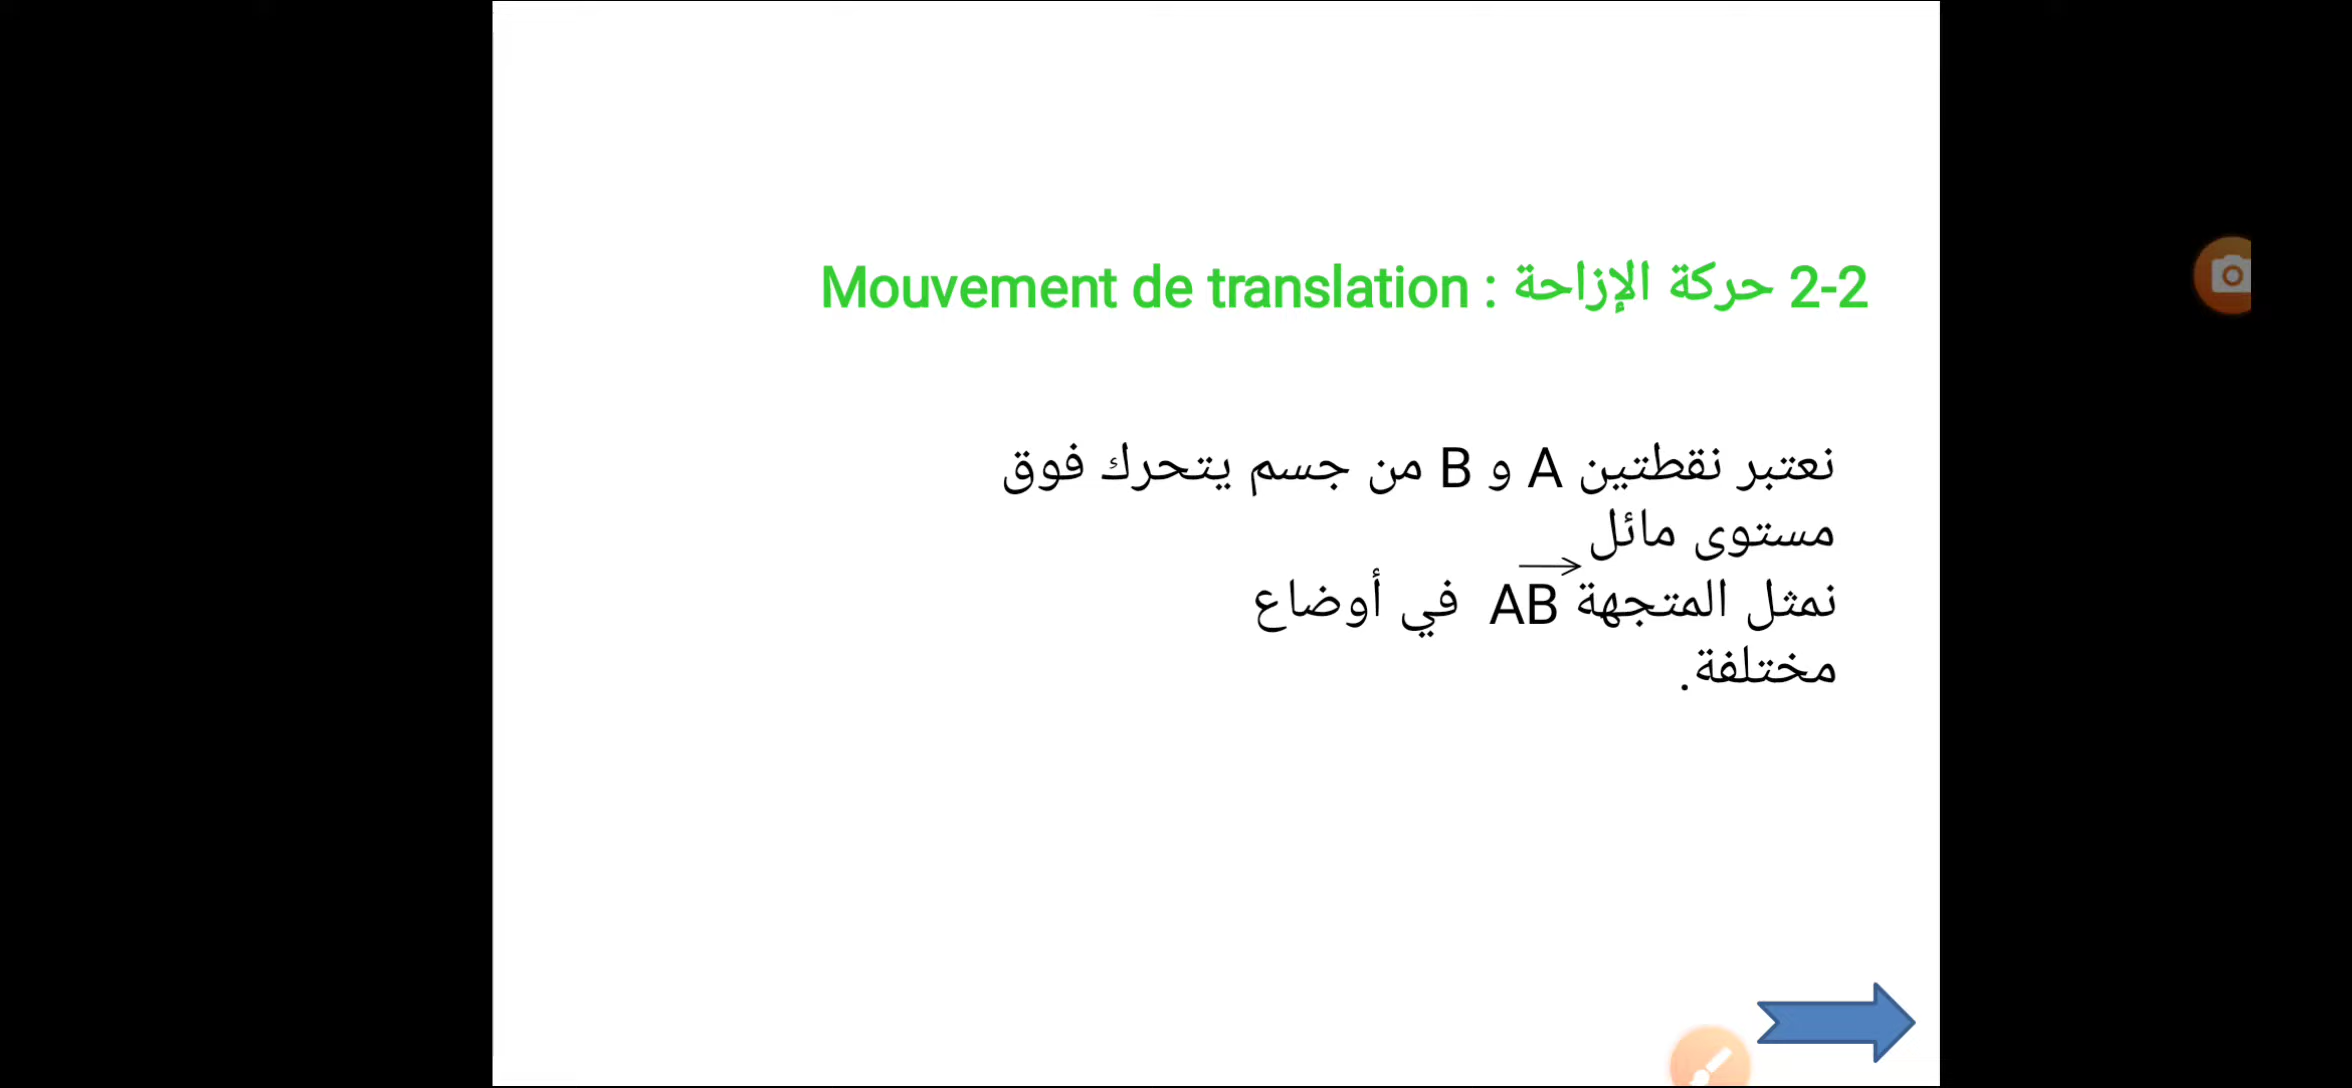 2-2 حركة الإزاحة : Mouvement de translation
نعتبر نقطتين A و B من جسم يتحرك فوق
مستوى مائل
نمثل المتجهة AB في أوضاع
مختلفة.